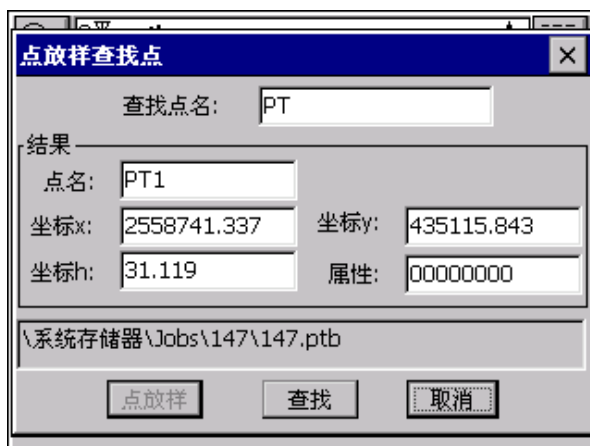 点放样查找点
查找点名: PT
结果
点名: PT1
坐标x: 2558741.337 坐标y: 435115.843
坐标h: 31.119 属性: 00000000
\系统存储器\Jobs\147\147.ptb
点放样 查找 取消